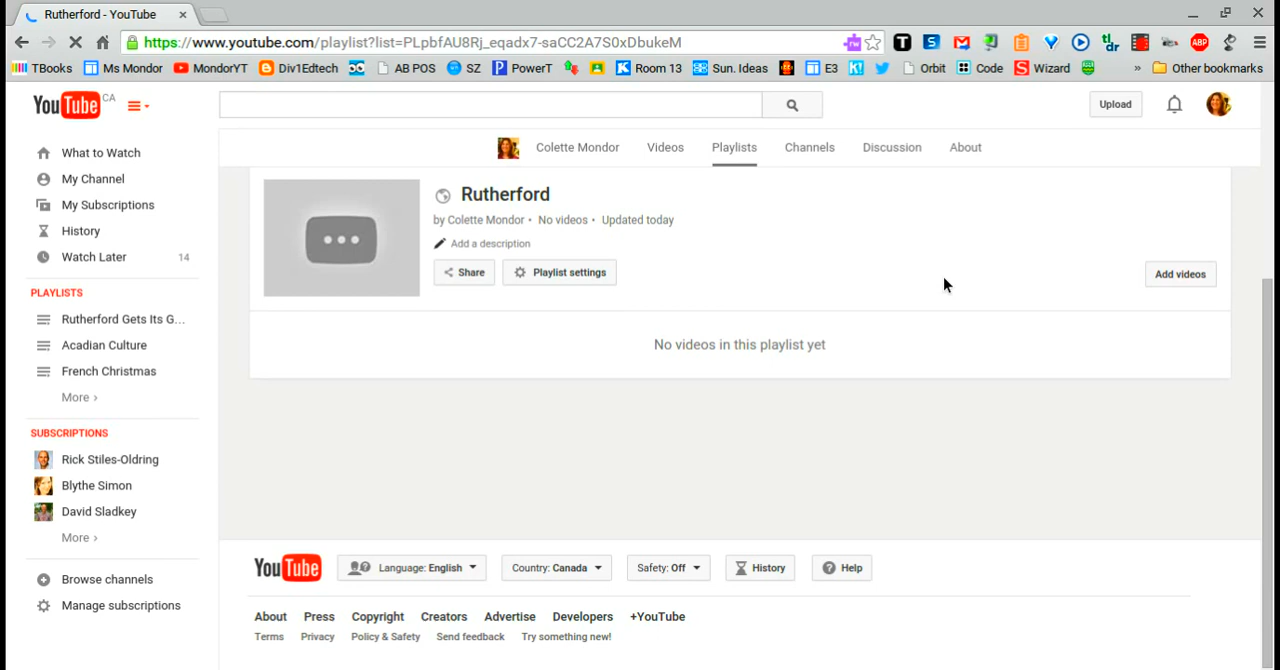 Rutherford - YouTube
https://www.youtube.com/playlist?list=PLpbfAU8Rj_eqadx7-saCC2A7S0xDbukeM
TBooks Ms Mondor MondorYT Div1Edtech AB POS SZ PowerT Room 13 Sun. Ideas E3 Orbit Code Wizard » Other bookmarks
YouTube CA Upload
Colette Mondor Videos Playlists Channels Discussion About
What to Watch
My Channel
My Subscriptions
History
Watch Later 14
PLAYLISTS
Rutherford Gets Its G...
Acadian Culture
French Christmas
More ›
SUBSCRIPTIONS
Rick Stiles-Oldring
Blythe Simon
David Sladkey
More ›
Browse channels
Manage subscriptions
Rutherford
by Colette Mondor • No videos • Updated today
Add a description
Share Playlist settings Add videos
No videos in this playlist yet
YouTube Language: English Country: Canada Safety: Off History Help
About Press Copyright Creators Advertise Developers +YouTube
Terms Privacy Policy & Safety Send feedback Try something new!